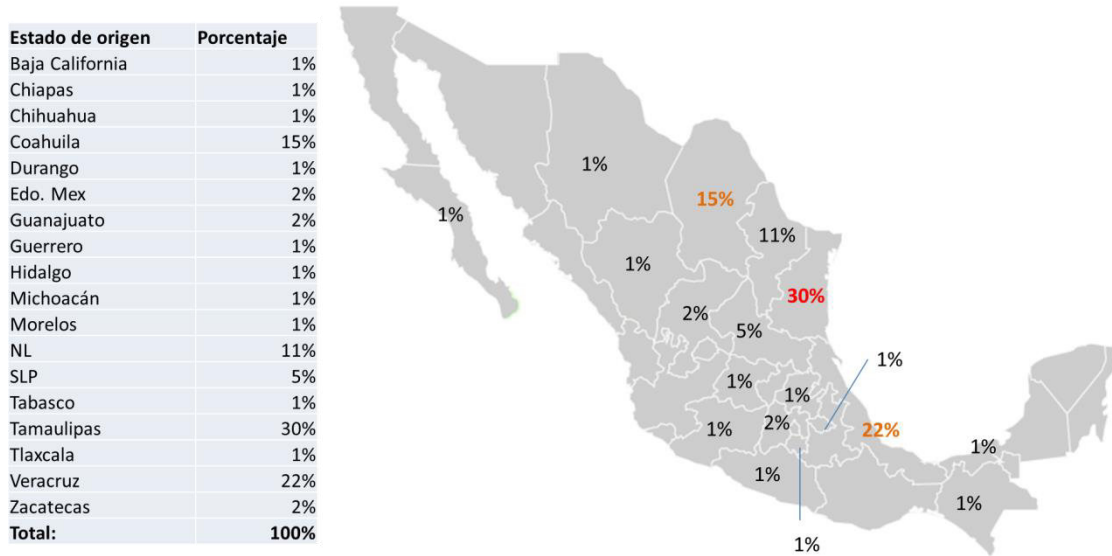 Estado de origen Porcentaje
Baja California 1%
Chiapas 1%
Chihuahua 1%
Coahuila 15%
Durango 1%
Edo. Mex 2%
Guanajuato 2%
Guerrero 1%
Hidalgo 1%
Michoacán 1%
Morelos 1%
NL 11%
SLP 5%
Tabasco 1%
Tamaulipas 30%
Tlaxcala 1%
Veracruz 22%
Zacatecas 2%
Total: 100%
1%
15%
1%
11%
1%
30%
2%
5%
1%
1%
1%
2%
1%
22%
1%
1%
1%
1%